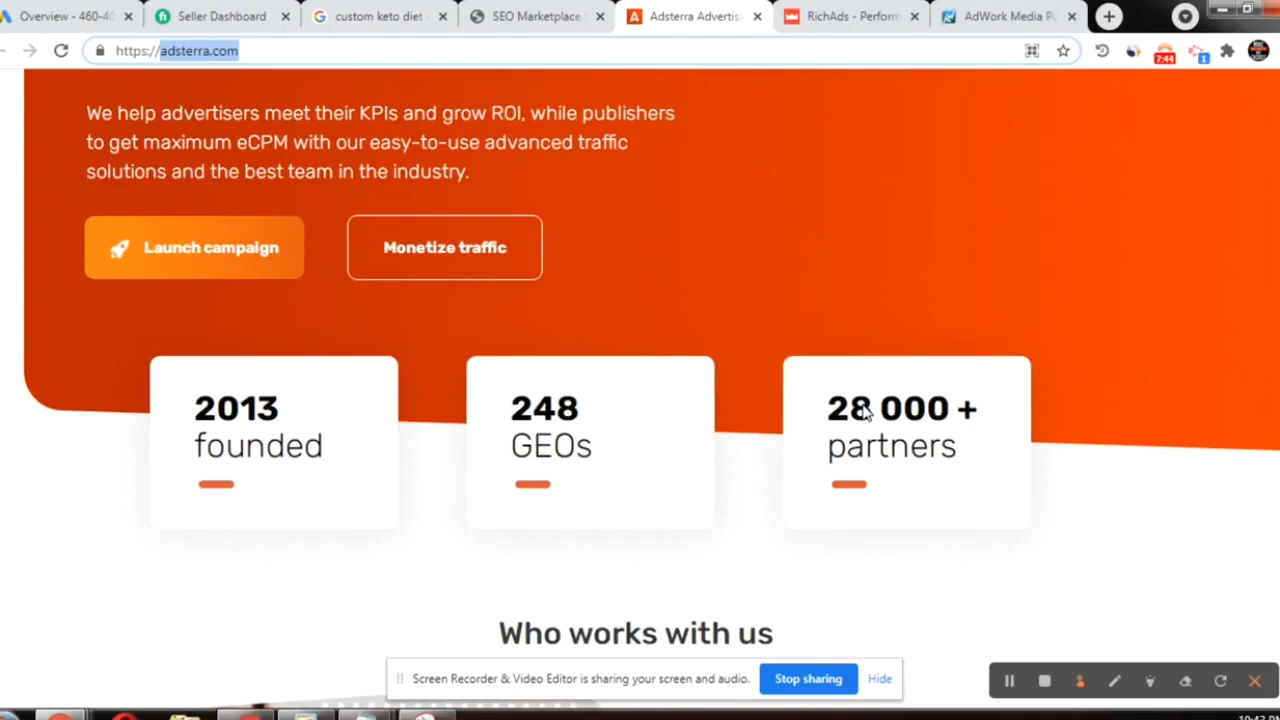 Overview - 460-40
Seller Dashboard
custom keto diet -
SEO Marketplace
Adsterra Advertis
RichAds - Perform
AdWork Media Pu
https://adsterra.com
7:44
1
We help advertisers meet their KPIs and grow ROI, while publishers
to get maximum eCPM with our easy-to-use advanced traffic
solutions and the best team in the industry.
Launch campaign
Monetize traffic
2013
founded
248
GEOs
28 000 +
partners
Who works with us
Screen Recorder & Video Editor is sharing your screen and audio.
Stop sharing
Hide